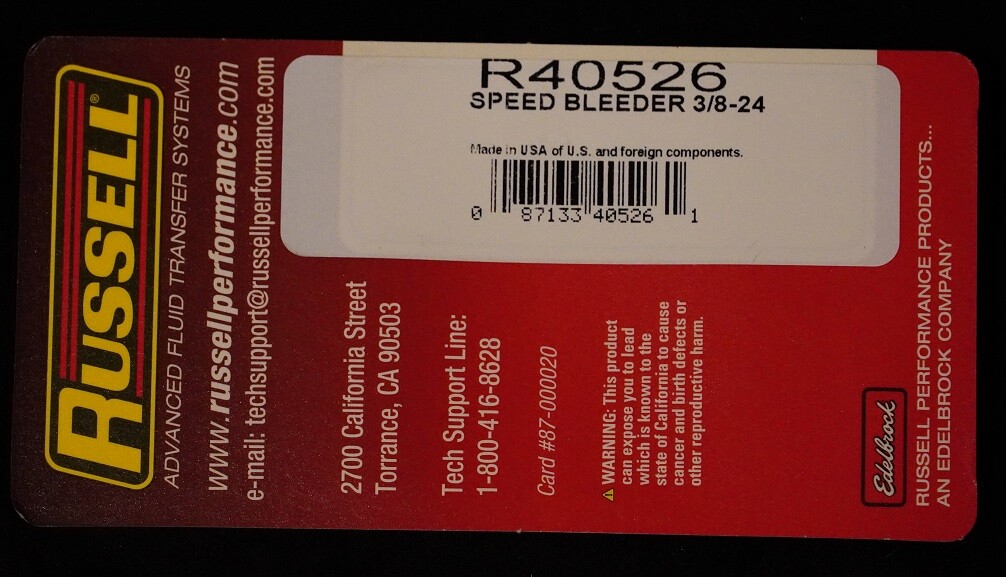 R40526
SPEED BLEEDER 3/8-24
Made in USA of U.S. and foreign components.
0 87133 40526 1
RUSSELL®
ADVANCED FLUID TRANSFER SYSTEMS
www.russellperformance.com
e-mail: techsupport@russellperformance.com
2700 California Street
Torrance, CA 90503
Tech Support Line:
1-800-416-8628
Card #87-000020
⚠ WARNING: This product
can expose you to lead
which is known to the
state of California to cause
cancer and birth defects or
other reproductive harm.
Edelbrock
RUSSELL PERFORMANCE PRODUCTS...
AN EDELBROCK COMPANY